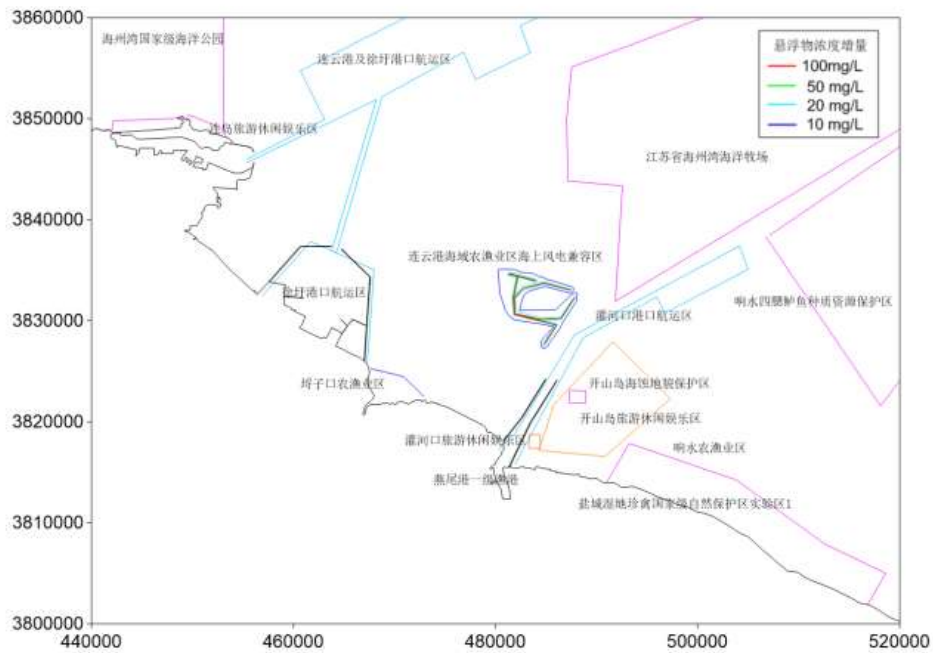 3860000
海州湾国家级海洋公园
连云港及徐圩港口航运区
悬浮物浓度增量
100mg/L
50 mg/L
20 mg/L
10 mg/L
3850000
连岛旅游休闲娱乐区
江苏省海州湾海洋牧场
3840000
连云港海域农渔业区海上风电兼容区
徐圩港口航运区
响水四腮鲈鱼种质资源保护区
3830000
灌河口港口航运区
埒子口农渔业区
开山岛海蚀地貌保护区
3820000
开山岛旅游休闲娱乐区
灌河口旅游休闲娱乐区
响水农渔业区
燕尾港一级渔港
盐城湿地珍禽国家级自然保护区实验区1
3810000
3800000
440000
460000
480000
500000
520000